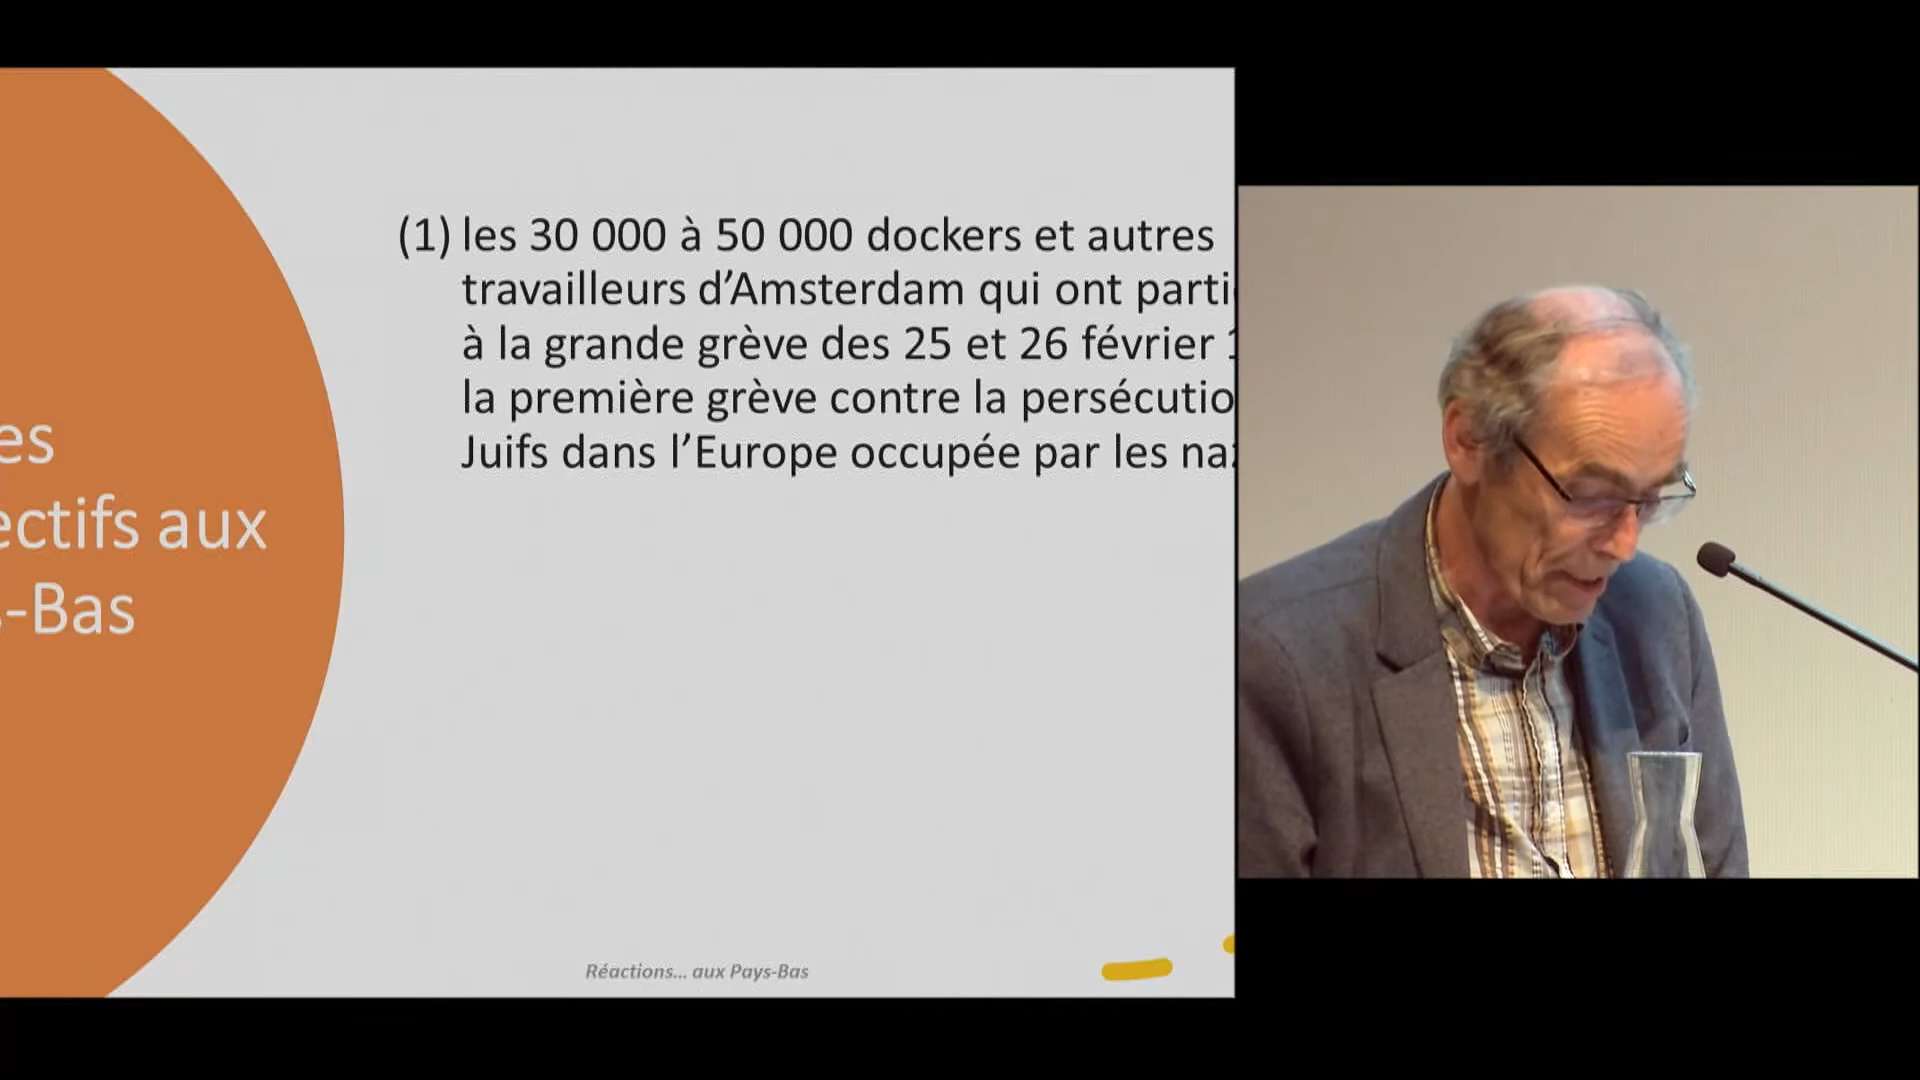 es
ectifs aux
-Bas
(1) les 30 000 à 50 000 dockers et autres
travailleurs d’Amsterdam qui ont parti
à la grande grève des 25 et 26 février
la première grève contre la persécutio
Juifs dans l’Europe occupée par les na
Réactions... aux Pays-Bas